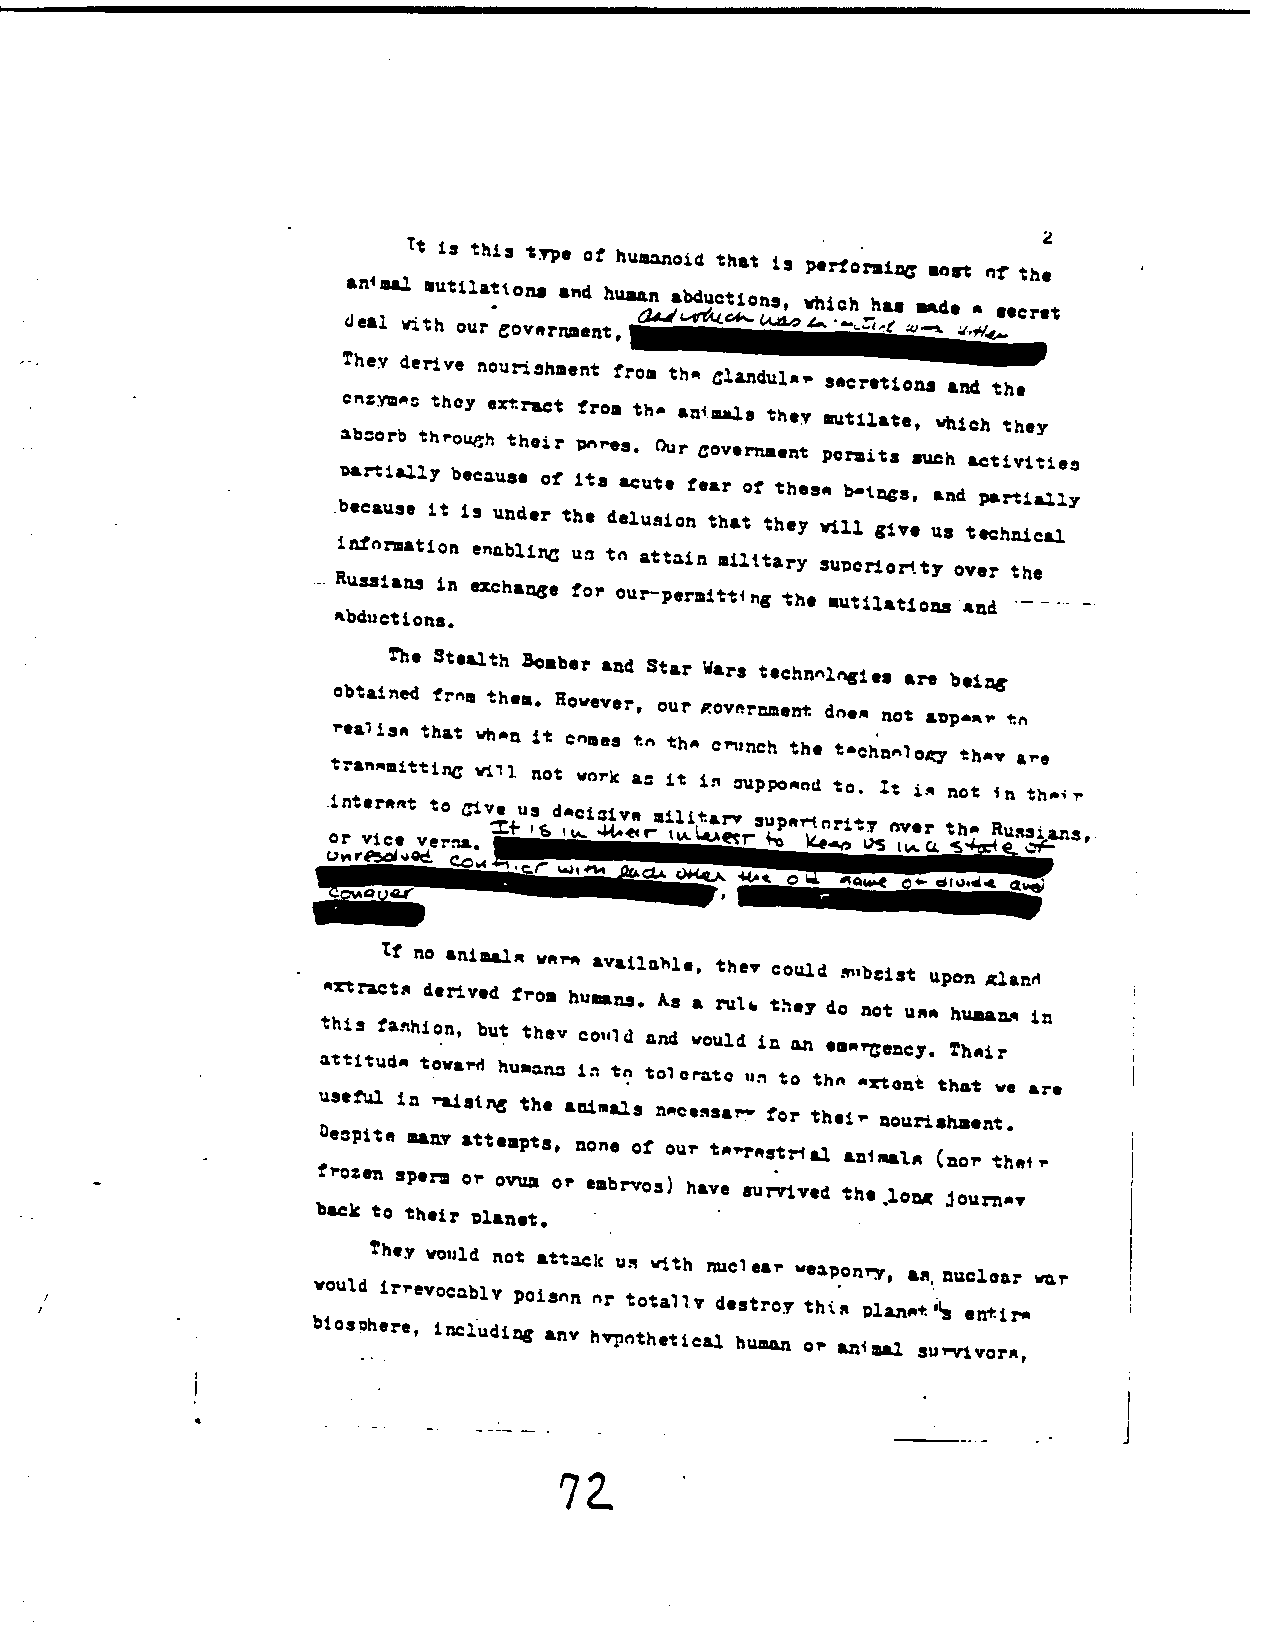 2
It is this type of humanoid that is performing most of the
animal mutilations and human abductions, which has made a secret
deal with our government, and which was in
They derive nourishment from the glandular secretions and the
enzymes they extract from the animals they mutilate, which they
absorb through their pores. Our government permits such activities
partially because of its acute fear of these beings, and partially
because it is under the delusion that they will give us technical
information enabling us to attain military superiority over the
Russians in exchange for our-permitting the mutilations and
abductions.
The Stealth Bomber and Star Wars technologies are being
obtained from them. However, our government does not appear to
realise that when it comes to the crunch the technology they are
transmitting will not work as it is supposed to. It is not in their
interest to give us decisive military superiority over the Russians,
or vice versa. It is in their interest to keep us in a state of
unresolved conflict with each other the old game of divide and
conquer
If no animals were available, they could subsist upon gland
extracts derived from humans. As a rule they do not use humans in
this fashion, but they could and would in an emergency. Their
attitude toward humans is to tolerate us to the extent that we are
useful in raising the animals necessary for their nourishment.
Despite many attempts, none of our terrestrial animals (nor their
frozen sperm or ovum or embryos) have survived the long journey
back to their planet.
They would not attack us with nuclear weaponry, as nuclear war
would irrevocably poison or totally destroy this planet's entire
biosphere, including any hypothetical human or animal survivors,
72